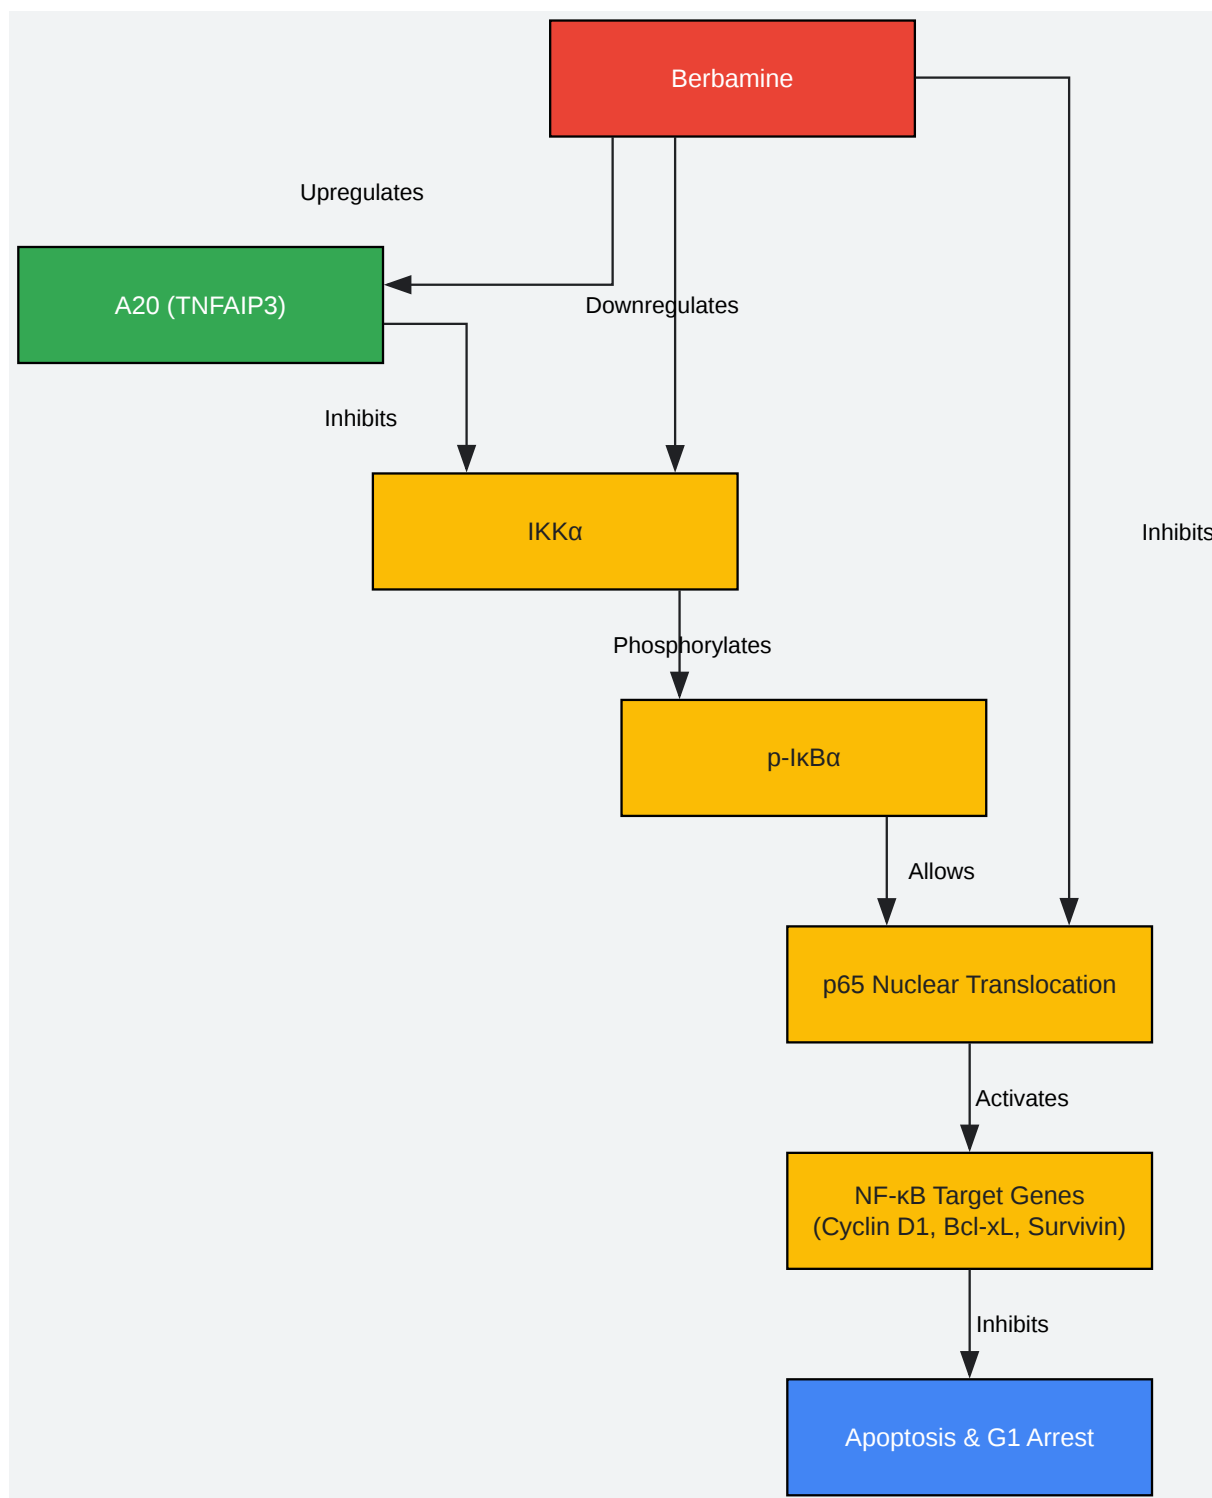 Berbamine
Upregulates
A20 (TNFAIP3)
Downregulates
Inhibits
IKKα
Inhibits
Phosphorylates
p-IκBα
Allows
p65 Nuclear Translocation
Activates
NF-κB Target Genes
(Cyclin D1, Bcl-xL, Survivin)
Inhibits
Apoptosis & G1 Arrest